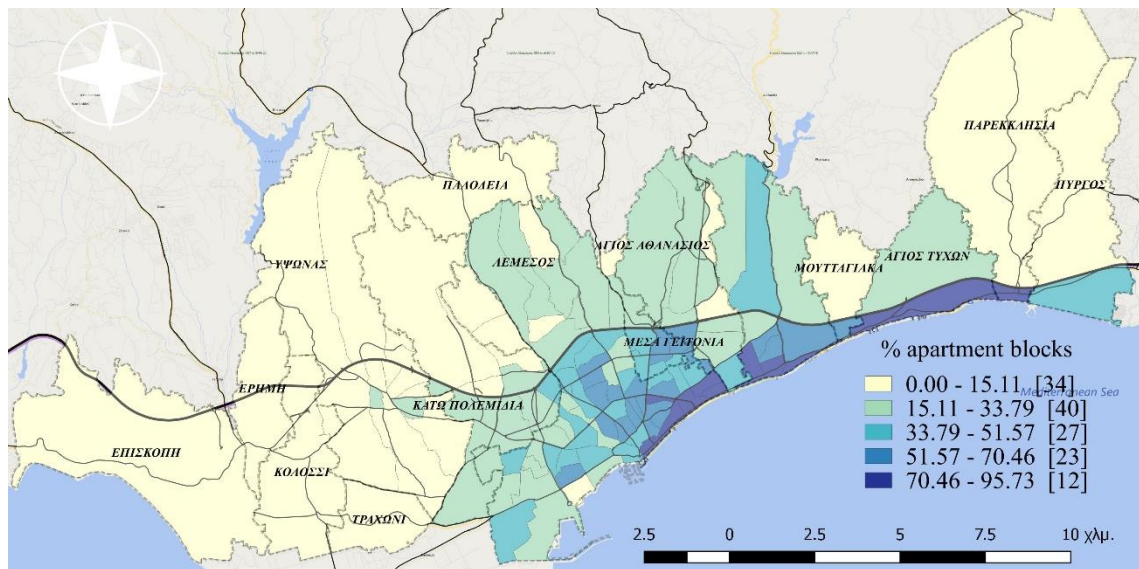 ΠΑΡΕΚΚΛΗΣΙΑ
ΠΑΛΟΔΕΙΑ
ΠΥΡΓΟΣ
ΑΓΙΟΣ ΑΘΑΝΑΣΙΟΣ
ΥΨΩΝΑΣ
ΛΕΜΕΣΟΣ
ΑΓΙΟΣ ΤΥΧΩΝ
ΜΟΥΤΤΑΓΙΑΚΑ
ΜΕΣΑ ΓΕΙΤΟΝΙΑ
ΕΡΗΜΗ
ΚΑΤΩ ΠΟΛΕΜΙΔΙΑ
ΕΠΙΣΚΟΠΗ
ΚΟΛΟΣΣΙ
ΤΡΑΧΩΝΙ
% apartment blocks
0.00 - 15.11 [34]
Mediterranean Sea
15.11 - 33.79 [40]
33.79 - 51.57 [27]
51.57 - 70.46 [23]
70.46 - 95.73 [12]
2.5 0 2.5 5 7.5 10 χλμ.